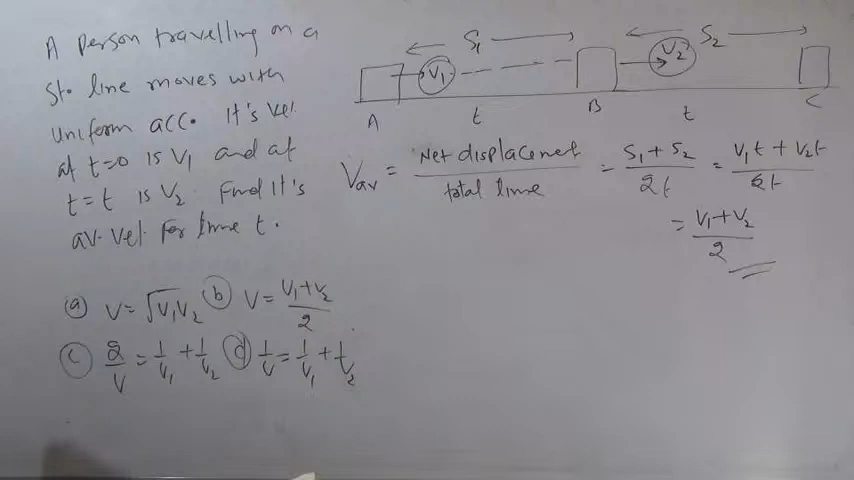 A person travelling on a
St. line moves with
uniform acc. It's vel
at t=0 is V₁ and at
t=t is V₂. Find It's
av. vel. for time t.
(a) V=√V₁V₂ (b) V=V₁+V₂/2
(c) 2/V=1/V₁+1/V₂ (d) 1/V=1/V₁+1/V₂
S₁ S₂
V₁ V₂
A t B t C
Vav = Net displacement/total time = S₁+S₂/2t = V₁t+V₂t/2t
= V₁+V₂/2